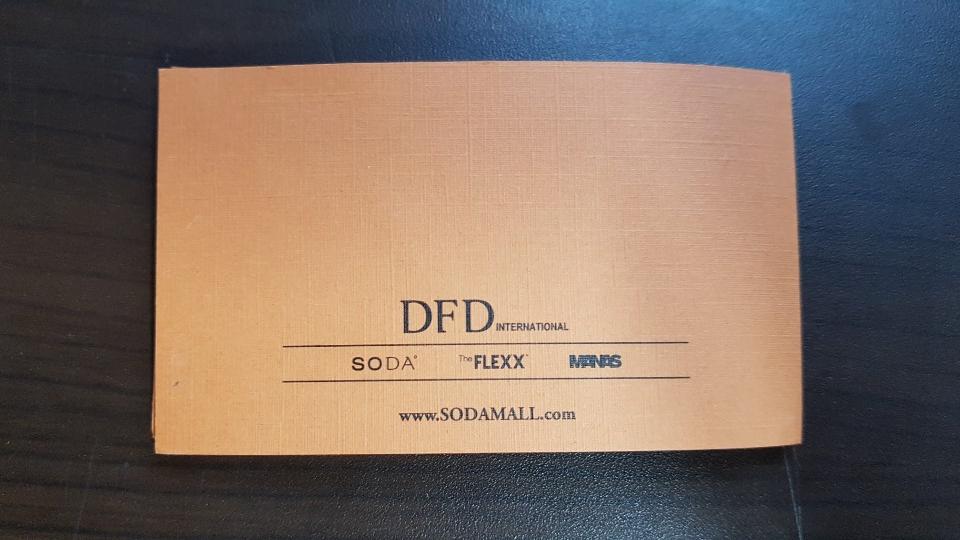 DFD INTERNATIONAL
SODA® The FLEXX™ MANAS
www.SODAMALL.com